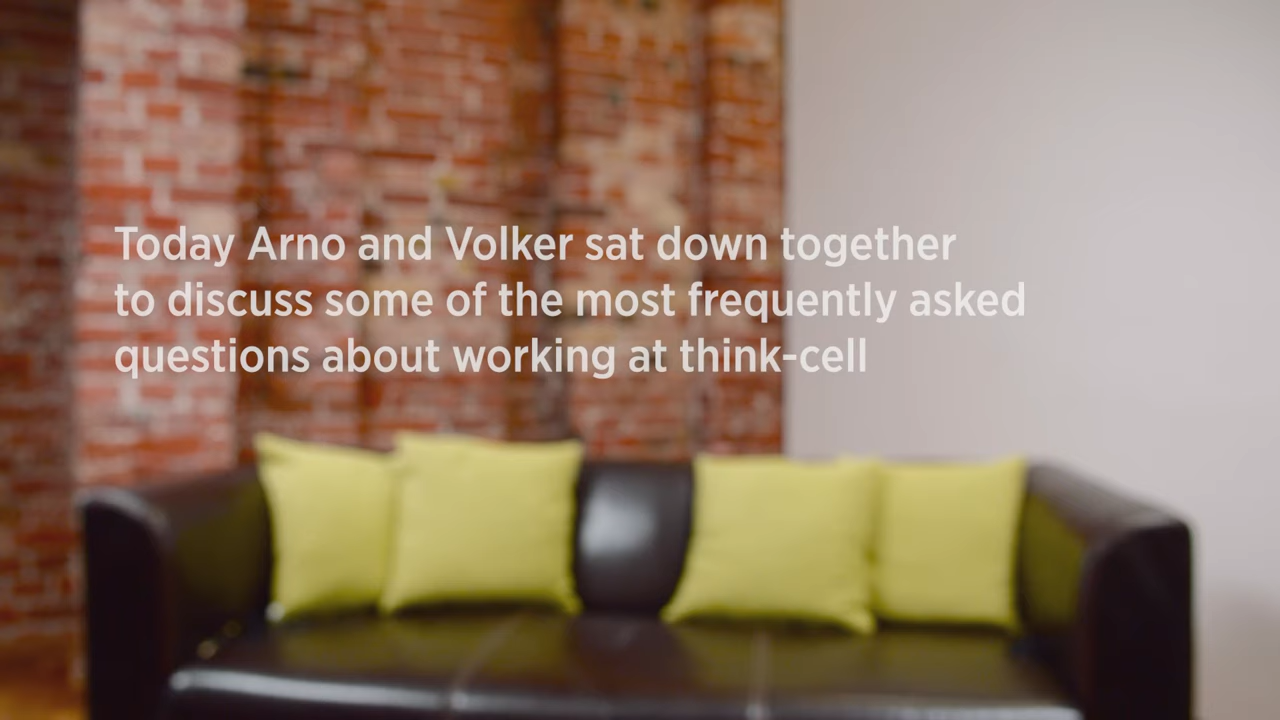 Today Arno and Volker sat down together
to discuss some of the most frequently asked
questions about working at think-cell